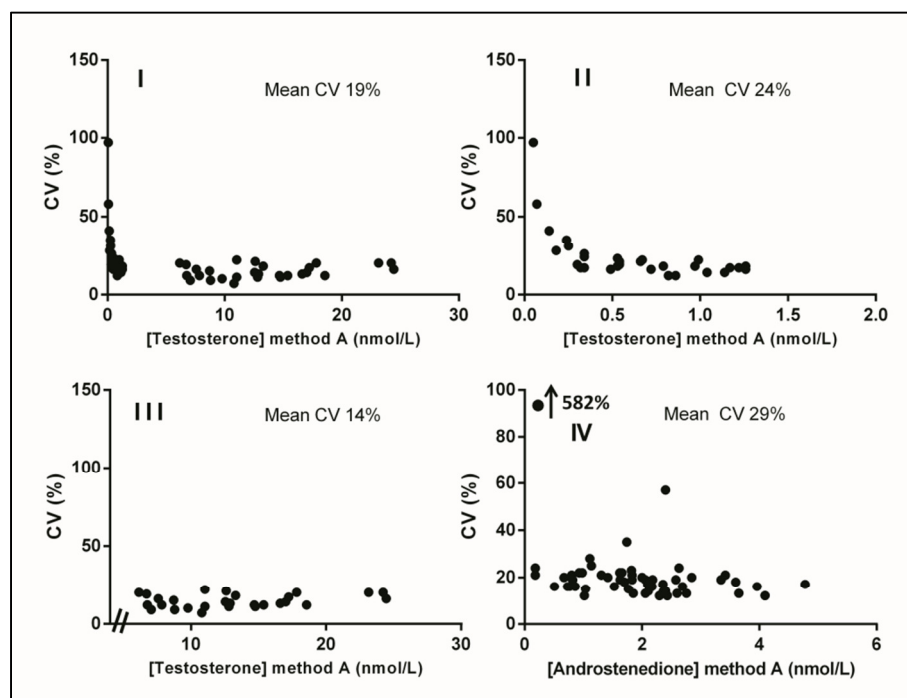 150
100
50
0
CV (%)
I
Mean CV 19%
0 10 20 30
[Testosterone] method A (nmol/L)
150
100
50
0
CV (%)
II
Mean CV 24%
0.0 0.5 1.0 1.5 2.0
[Testosterone] method A (nmol/L)
150
100
50
0
CV (%)
III
Mean CV 14%
10 20 30
[Testosterone] method A (nmol/L)
100
80
60
40
20
0
CV (%)
582%
IV
Mean CV 29%
0 2 4 6
[Androstenedione] method A (nmol/L)